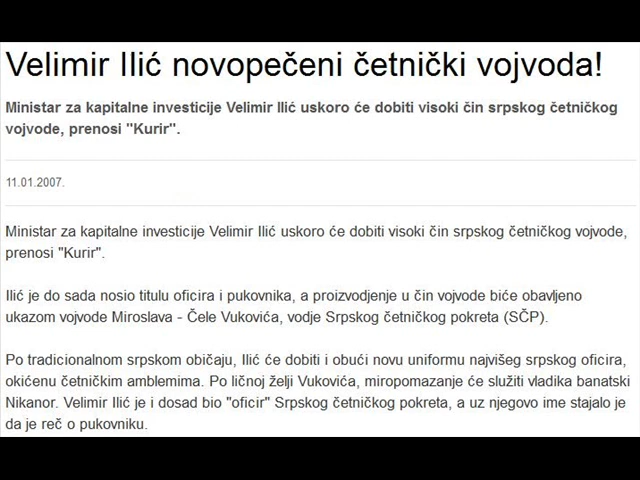 Velimir Ilić novopečeni četnički vojvoda!
Ministar za kapitalne investicije Velimir Ilić uskoro će dobiti visoki čin srpskog četničkog
vojvode, prenosi "Kurir".
11.01.2007.
Ministar za kapitalne investicije Velimir Ilić uskoro će dobiti visoki čin srpskog četničkog vojvode,
prenosi "Kurir".
Ilić je do sada nosio titulu oficira i pukovnika, a proizvodjenje u čin vojvode biće obavljeno
ukazom vojvode Miroslava - Čele Vukovića, vodje Srpskog četničkog pokreta (SČP).
Po tradicionalnom srpskom običaju, Ilić će dobiti i obući novu uniformu najvišeg srpskog oficira,
okićenu četničkim amblemima. Po ličnoj želji Vukovića, miropomazanje će služiti vladika banatski
Nikanor. Velimir Ilić je i dosad bio "oficir" Srpskog četničkog pokreta, a uz njegovo ime stajalo je
da je reč o pukovniku.